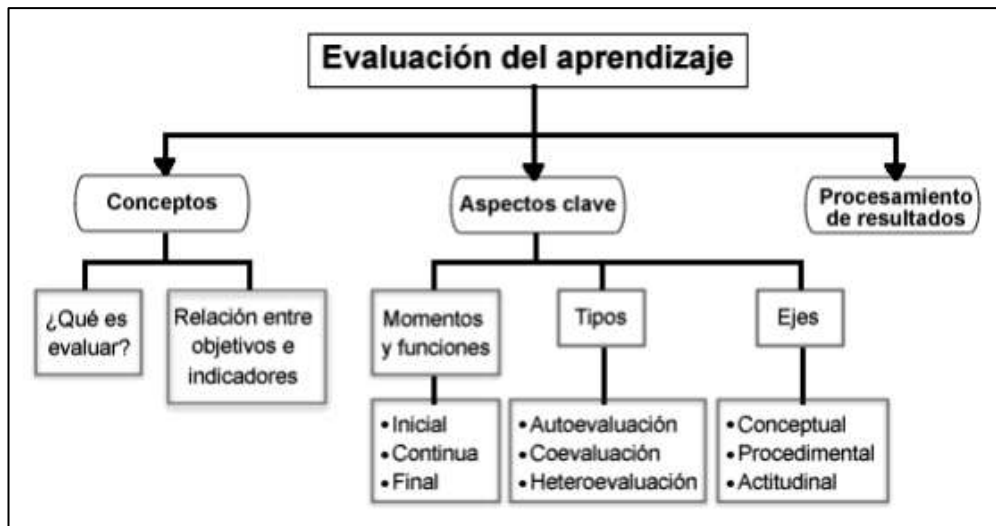 Evaluación del aprendizaje
Conceptos
Aspectos clave
Procesamiento
de resultados
¿Qué es
evaluar?
Relación entre
objetivos e
indicadores
Momentos
y funciones
Tipos
Ejes
• Inicial
• Continua
• Final
• Autoevaluación
• Coevaluación
• Heteroevaluación
• Conceptual
• Procedimental
• Actitudinal